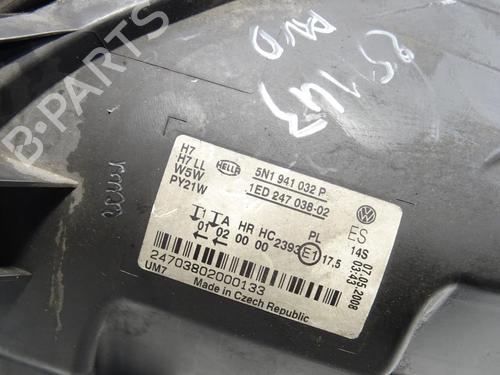 B-PARTS
H7
H7 LL
W5W
PY21W
HELLA
5N1 941 032 P
1ED 247 038-02
ES
14S
07.05.2008
03:43
1 1 A HR HC 2393 PL
01 02 00 00
E1 17,5
24703802000133
UM7
Made in Czech Republic